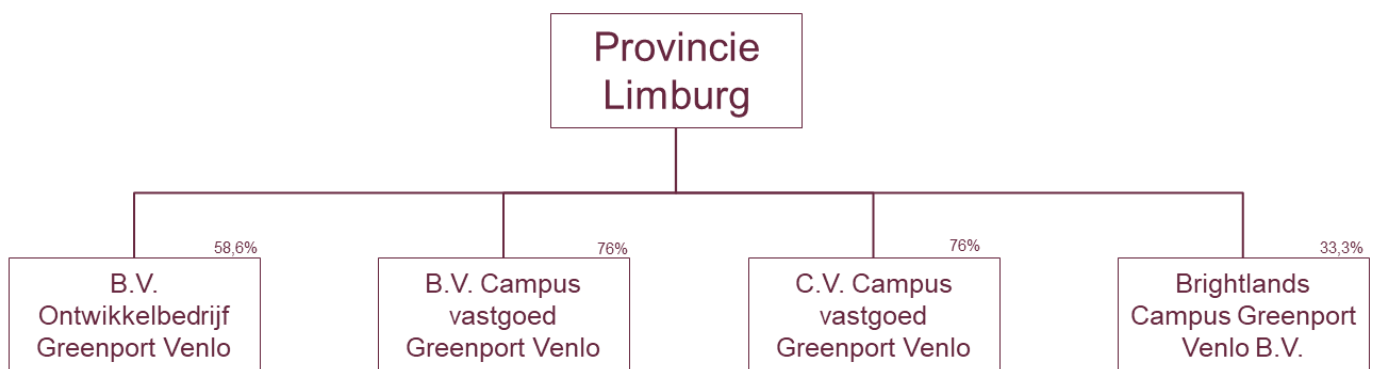 Provincie
Limburg
58,6%
76%
76%
33,3%
B.V.
Ontwikkelbedrijf
Greenport Venlo
B.V. Campus
vastgoed
Greenport Venlo
C.V. Campus
vastgoed
Greenport Venlo
Brightlands
Campus Greenport
Venlo B.V.